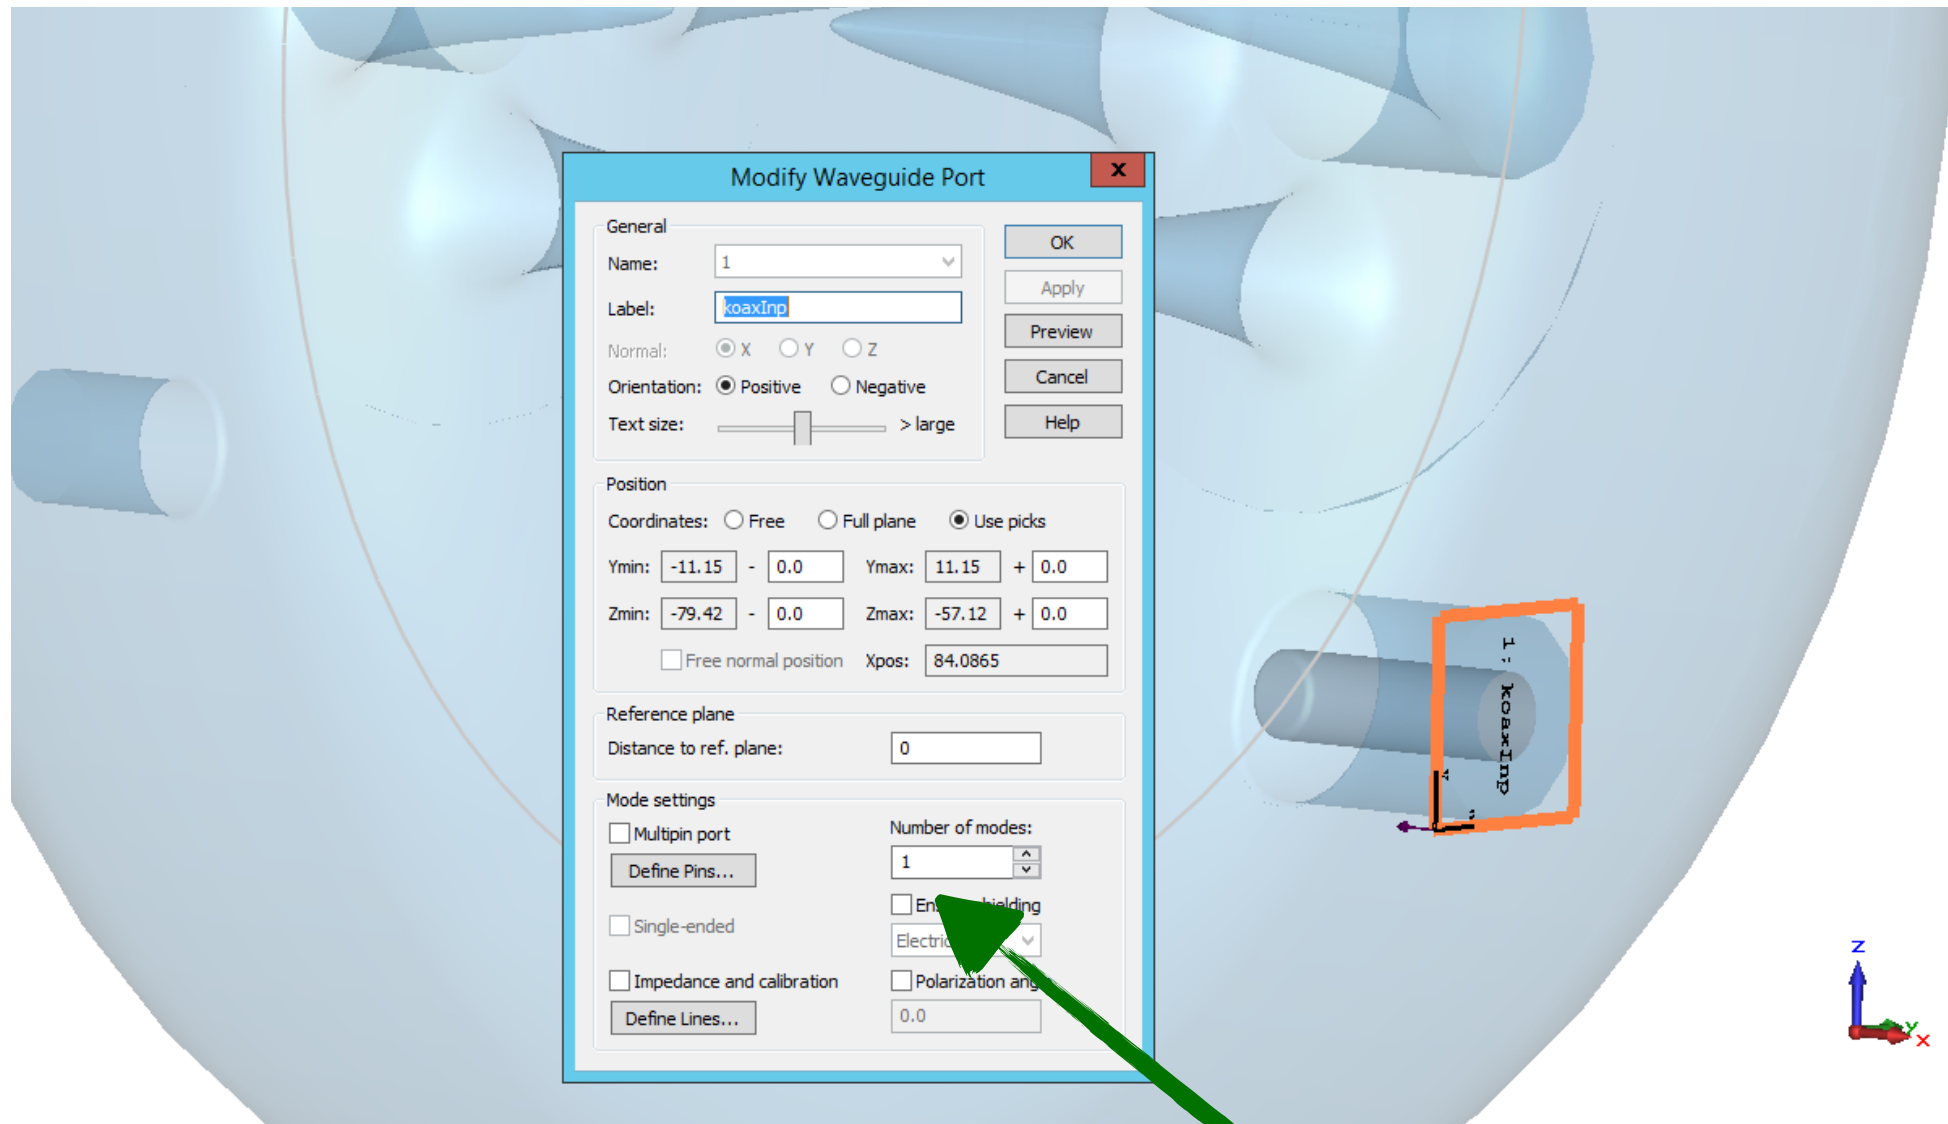 Modify Waveguide Port
x
General
Name: 1
Label: koaxInp
Normal: X Y Z
Orientation: Positive Negative
Text size: > large
OK
Apply
Preview
Cancel
Help
Position
Coordinates: Free Full plane Use picks
Ymin: -11.15 - 0.0 Ymax: 11.15 + 0.0
Zmin: -79.42 - 0.0 Zmax: -57.12 + 0.0
Free normal position Xpos: 84.0865
Reference plane
Distance to ref. plane: 0
Mode settings
Multipin port
Define Pins...
Single-ended
Impedance and calibration
Define Lines...
Number of modes:
1
Polarization
0.0
1: koaxInp
Z
Y
X